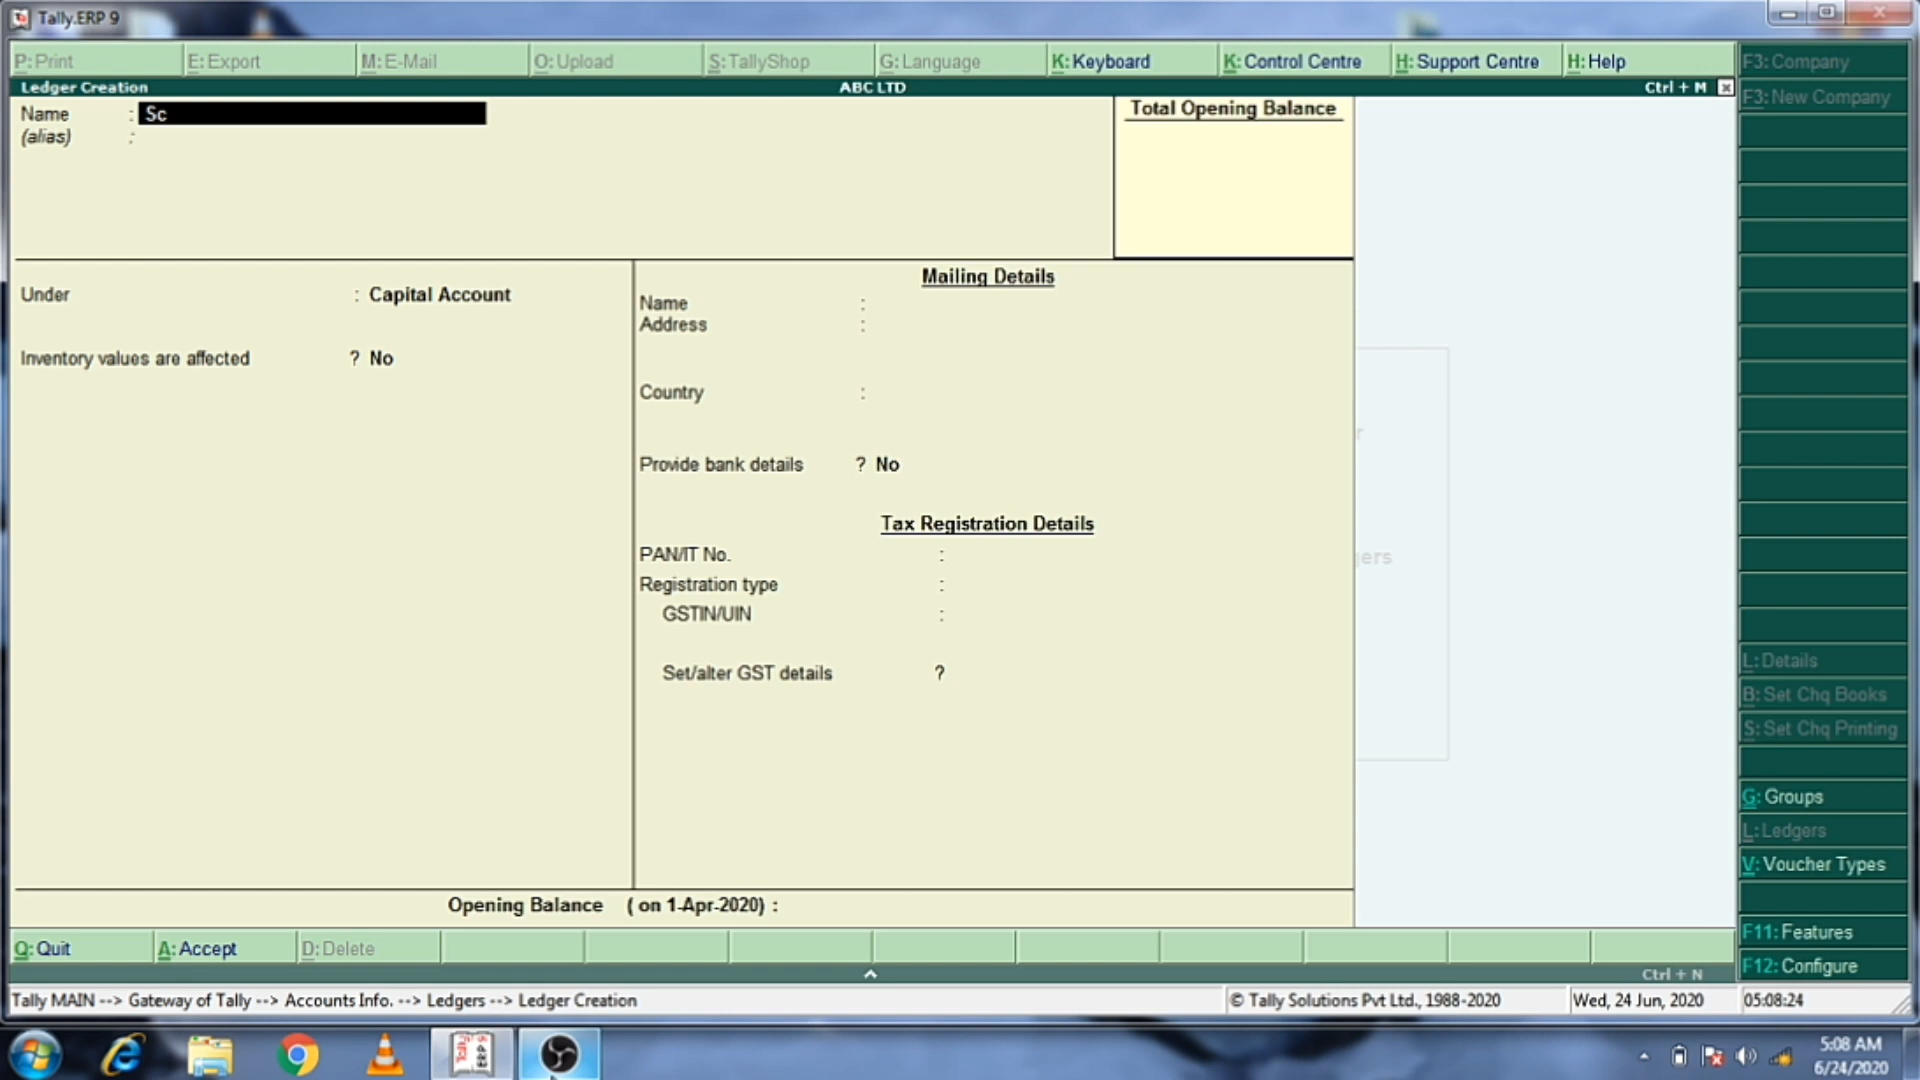 Tally.ERP 9
P: Print E: Export M: E-Mail O: Upload S: TallyShop G: Language K: Keyboard K: Control Centre H: Support Centre H: Help
F3: Company
Ledger Creation ABC LTD Ctrl + M
F3: New Company
Name : Sc
(alias) :
Total Opening Balance
Under : Capital Account
Inventory values are affected ? No
Mailing Details
Name :
Address :
Country :
Provide bank details ? No
Tax Registration Details
PAN/IT No. :
Registration type :
GSTIN/UIN :
Set/alter GST details ?
r
gers
L: Details
B: Set Chq Books
S: Set Chq Printing
G: Groups
L: Ledgers
V: Voucher Types
F11: Features
F12: Configure
Opening Balance ( on 1-Apr-2020) :
Q: Quit A: Accept D: Delete
Ctrl + N
Tally MAIN --> Gateway of Tally --> Accounts Info. --> Ledgers --> Ledger Creation
© Tally Solutions Pvt Ltd., 1988-2020 Wed, 24 Jun, 2020 05:08:24
Tally ERP 9
5:08 AM
6/24/2020